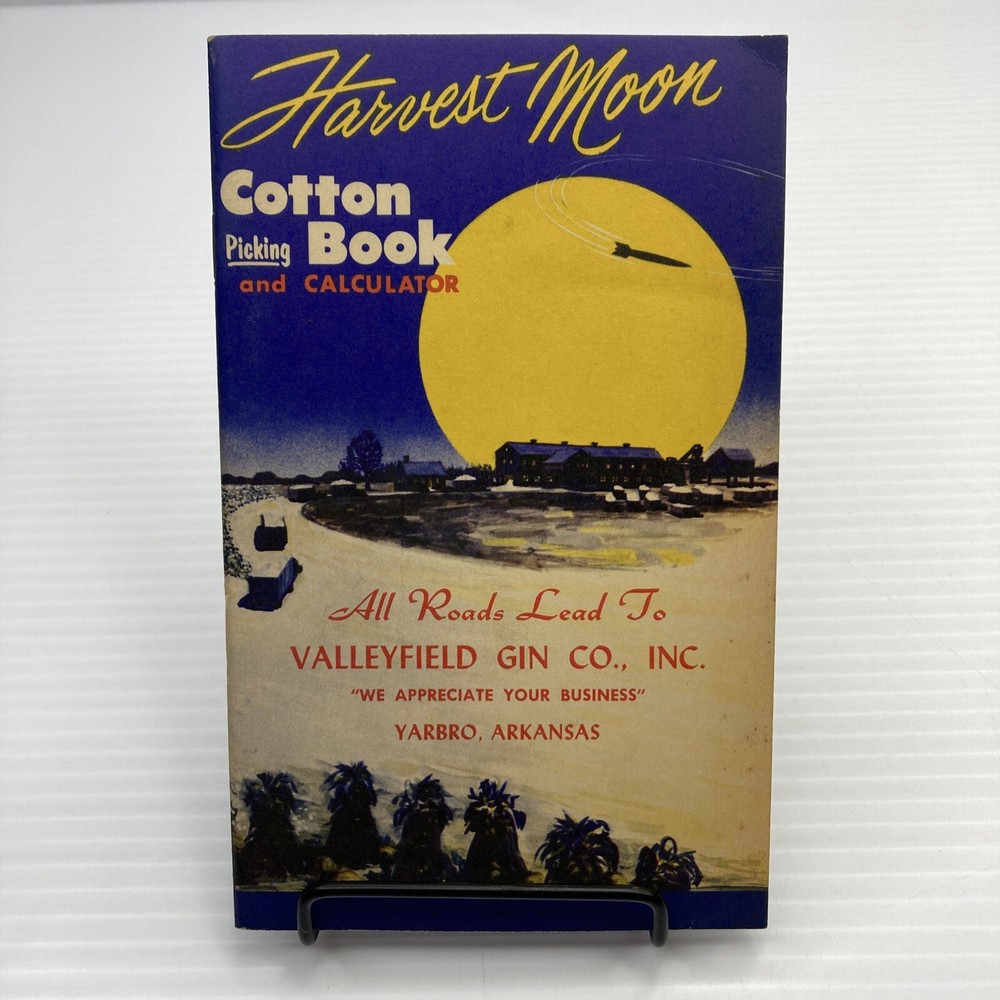 Harvest Moon
Cotton
Picking Book
and CALCULATOR
All Roads Lead To
VALLEYFIELD GIN CO., INC.
"WE APPRECIATE YOUR BUSINESS"
YARBRO, ARKANSAS